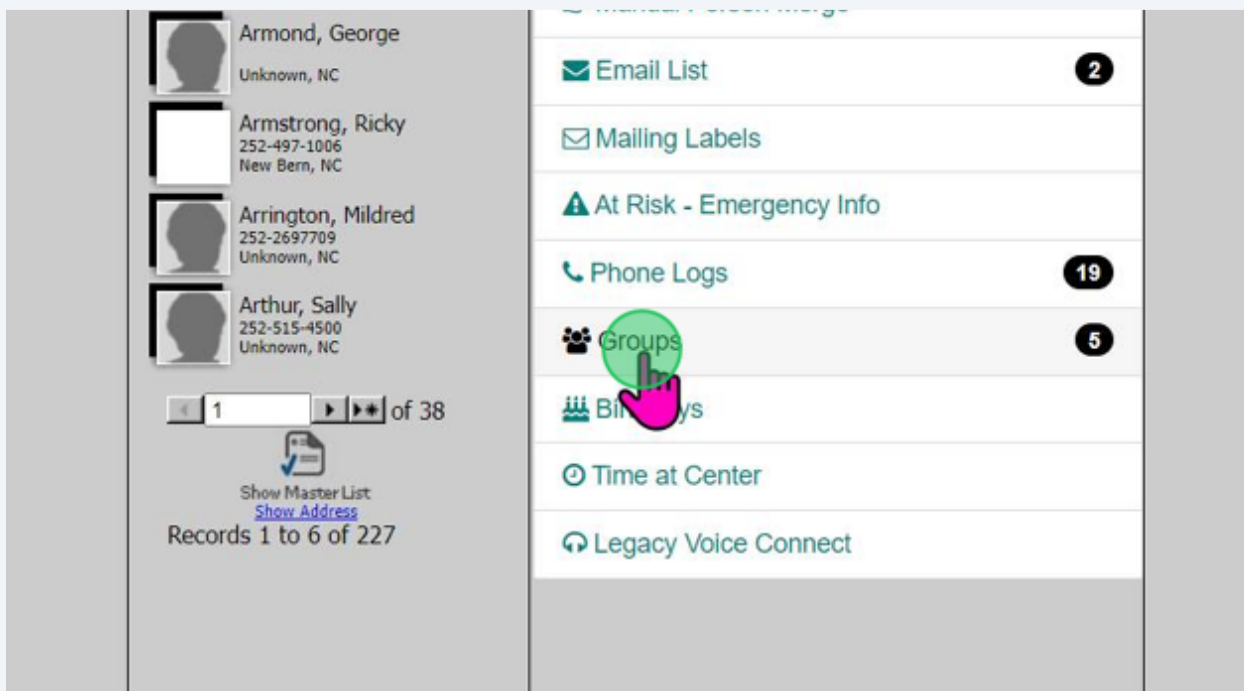 Armond, George
Unknown, NC
Armstrong, Ricky
252-497-1006
New Bern, NC
Arrington, Mildred
252-2697709
Unknown, NC
Arthur, Sally
252-515-4500
Unknown, NC
1 of 38
Show Master List
Show Address
Records 1 to 6 of 227
Email List 2
Mailing Labels
At Risk - Emergency Info
Phone Logs 19
Groups 5
Time at Center
Legacy Voice Connect